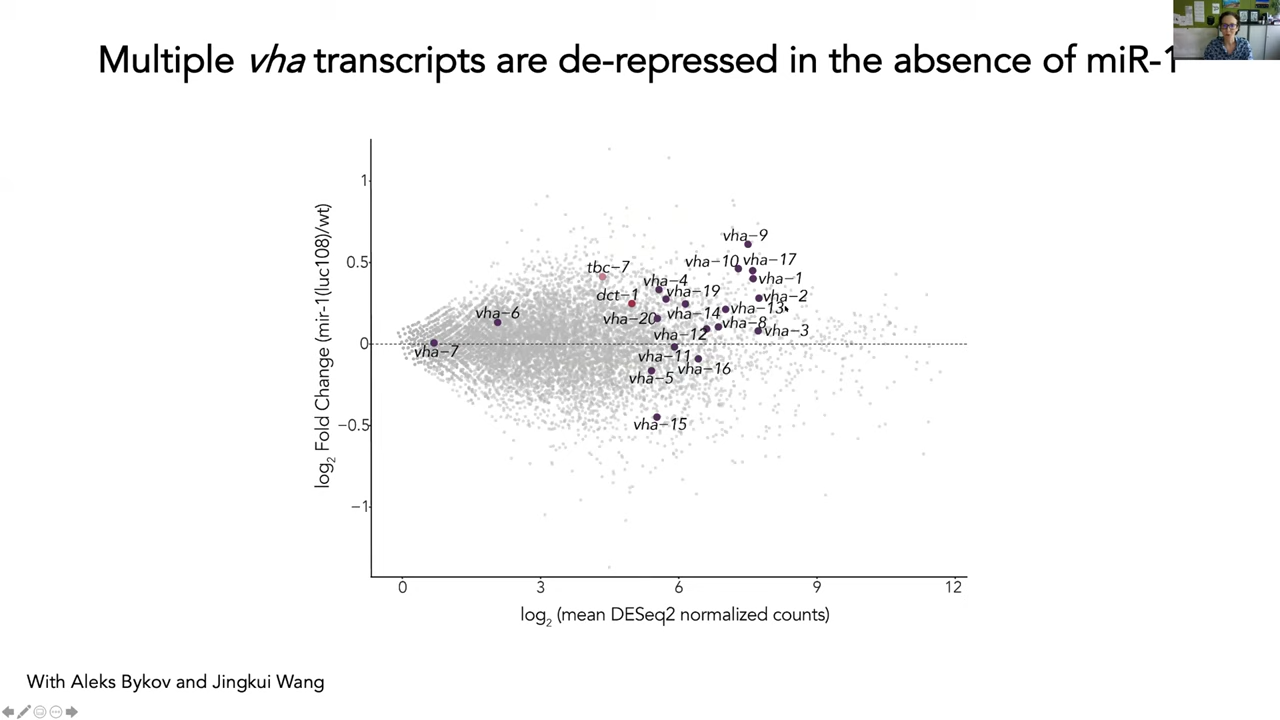 Multiple vha transcripts are de-repressed in the absence of miR-1
log2 Fold Change (mir-1(luc108)/wt)
1
0.5
0
−0.5
−1
vha−9
vha−10
vha−17
tbc−7
vha−4
vha−1
dct−1
vha−19
vha−2
vha−6
vha−20
vha−14
vha−13
vha−12
vha−8
vha−3
vha−7
vha−11
vha−5
vha−16
vha−15
0
3
6
9
12
log2 (mean DESeq2 normalized counts)
With Aleks Bykov and Jingkui Wang